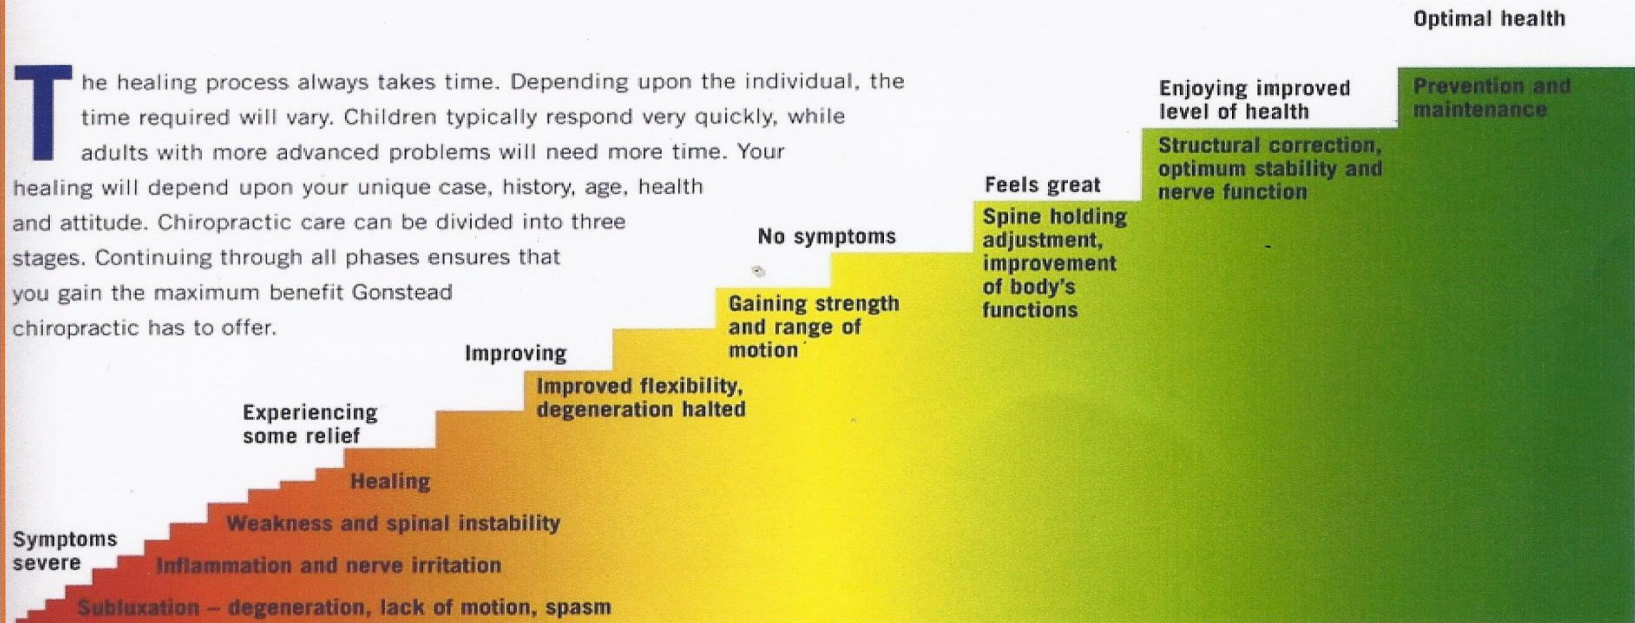 The healing process always takes time. Depending upon the individual, the
time required will vary. Children typically respond very quickly, while
adults with more advanced problems will need more time. Your
healing will depend upon your unique case, history, age, health
and attitude. Chiropractic care can be divided into three
stages. Continuing through all phases ensures that
you gain the maximum benefit Gonstead
chiropractic has to offer.
Symptoms
severe
Experiencing
some relief
Improving
No symptoms
Feels great
Enjoying improved
level of health
Optimal health
Subluxation – degeneration, lack of motion, spasm
Inflammation and nerve irritation
Weakness and spinal instability
Healing
Improved flexibility,
degeneration halted
Gaining strength
and range of
motion
Spine holding
adjustment,
improvement
of body's
functions
Structural correction,
optimum stability and
nerve function
Prevention and
maintenance